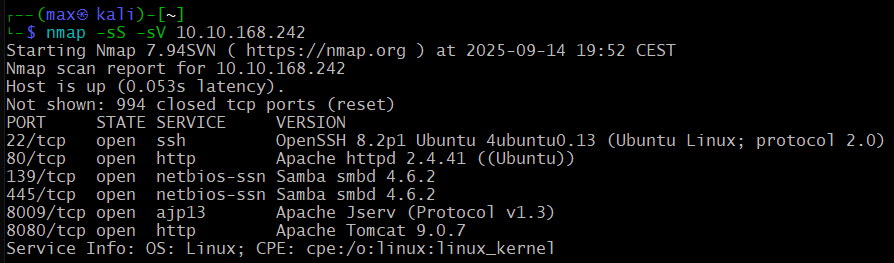 ┌──(max㉿ kali)-[~]
└─$ nmap -sS -sV 10.10.168.242
Starting Nmap 7.94SVN ( https://nmap.org ) at 2025-09-14 19:52 CEST
Nmap scan report for 10.10.168.242
Host is up (0.053s latency).
Not shown: 994 closed tcp ports (reset)
PORT     STATE SERVICE     VERSION
22/tcp   open  ssh         OpenSSH 8.2p1 Ubuntu 4ubuntu0.13 (Ubuntu Linux; protocol 2.0)
80/tcp   open  http        Apache httpd 2.4.41 ((Ubuntu))
139/tcp  open  netbios-ssn Samba smbd 4.6.2
445/tcp  open  netbios-ssn Samba smbd 4.6.2
8009/tcp open  ajp13       Apache Jserv (Protocol v1.3)
8080/tcp open  http        Apache Tomcat 9.0.7
Service Info: OS: Linux; CPE: cpe:/o:linux:linux_kernel